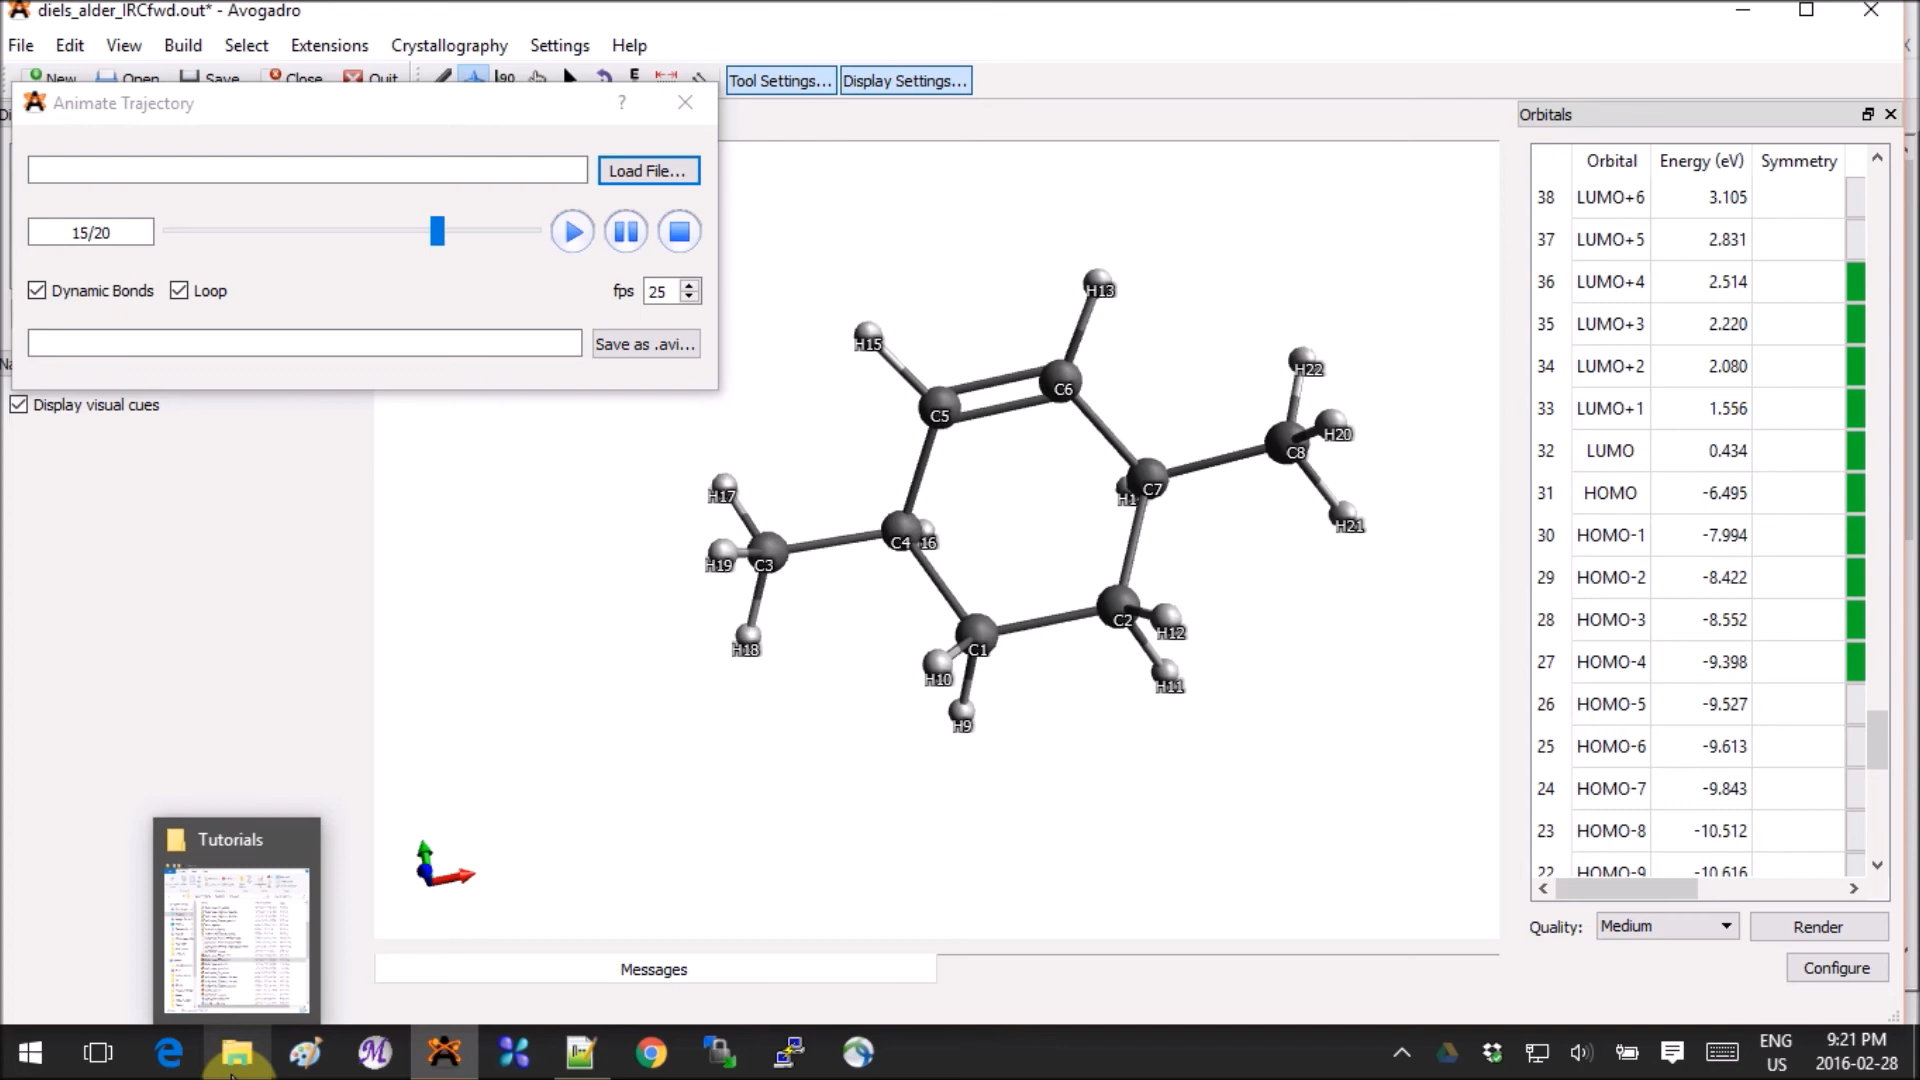 diels_alder_IRCfwd.out* - Avogadro
File Edit View Build Select Extensions Crystallography Settings Help
New Open Save Close Quit
Tool Settings... Display Settings...
Animate Trajectory ?
Load File...
15/20
Dynamic Bonds Loop fps 25
Save as .avi...
Display visual cues
H13
H15
C6
C5
H22
H20
C8
H21
C7
H1
H17
C4 16
H19 C3
H18
C2
H12
C1
H10
H11
H9
Orbitals
Orbital Energy (eV) Symmetry
38 LUMO+6 3.105
37 LUMO+5 2.831
36 LUMO+4 2.514
35 LUMO+3 2.220
34 LUMO+2 2.080
33 LUMO+1 1.556
32 LUMO 0.434
31 HOMO -6.495
30 HOMO-1 -7.994
29 HOMO-2 -8.422
28 HOMO-3 -8.552
27 HOMO-4 -9.398
26 HOMO-5 -9.527
25 HOMO-6 -9.613
24 HOMO-7 -9.843
23 HOMO-8 -10.512
22 HOMO-9 -10.616
Quality: Medium Render
Configure
Messages
Tutorials
ENG
US
9:21 PM
2016-02-28